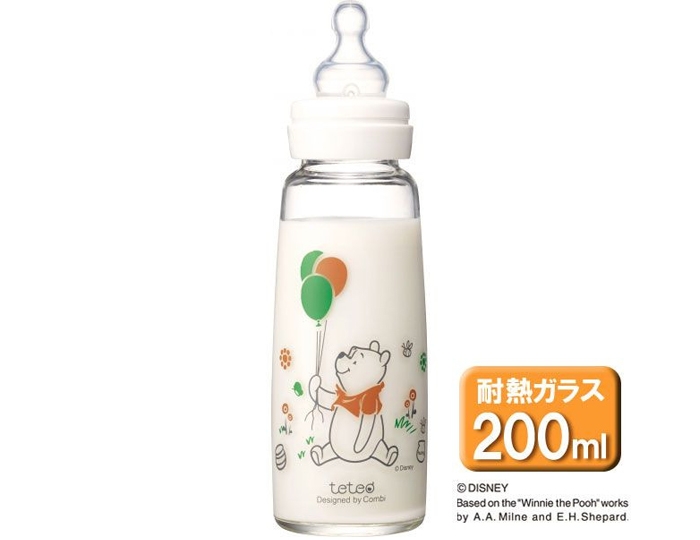 ©Disney
teteo
Designed by Combi
耐熱ガラス
200ml
©DISNEY
Based on the "Winnie the Pooh" works
by A.A. Milne and E.H.Shepard.